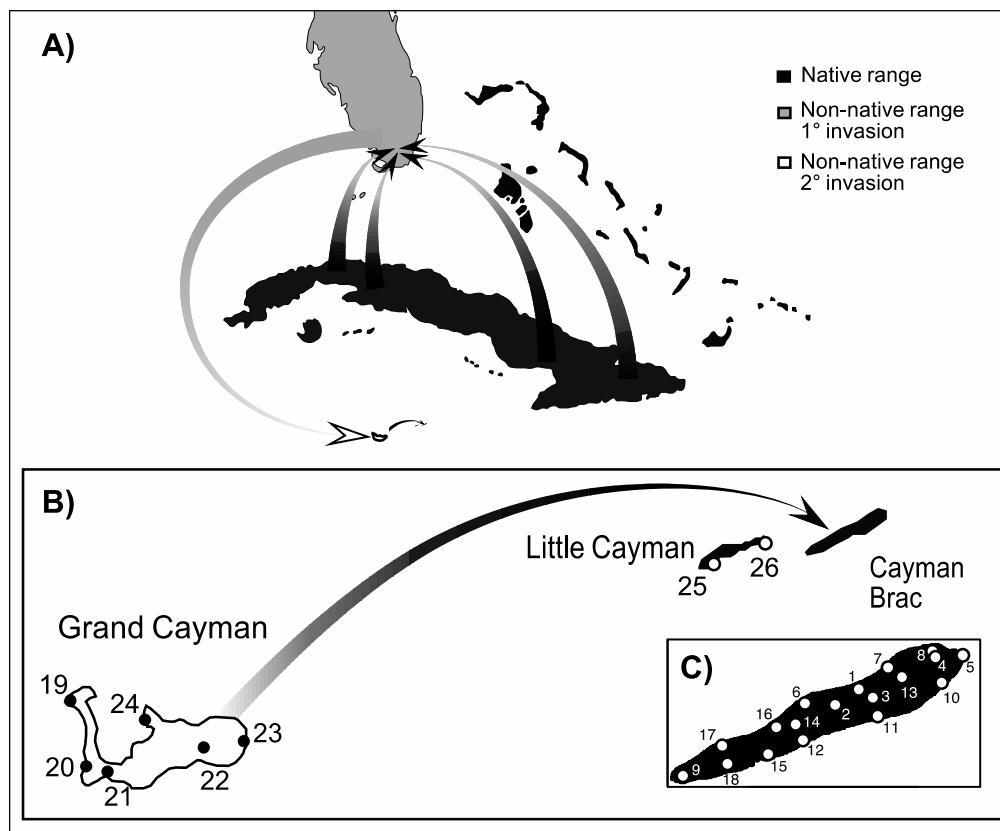 A)
Native range
Non-native range
1° invasion
Non-native range
2° invasion
B)
Little Cayman
25
26
Cayman
Brac
Grand Cayman
19
24
23
20
21
22
C)
8
4
5
7
13
10
1
3
6
2
11
16
14
17
12
15
18
9